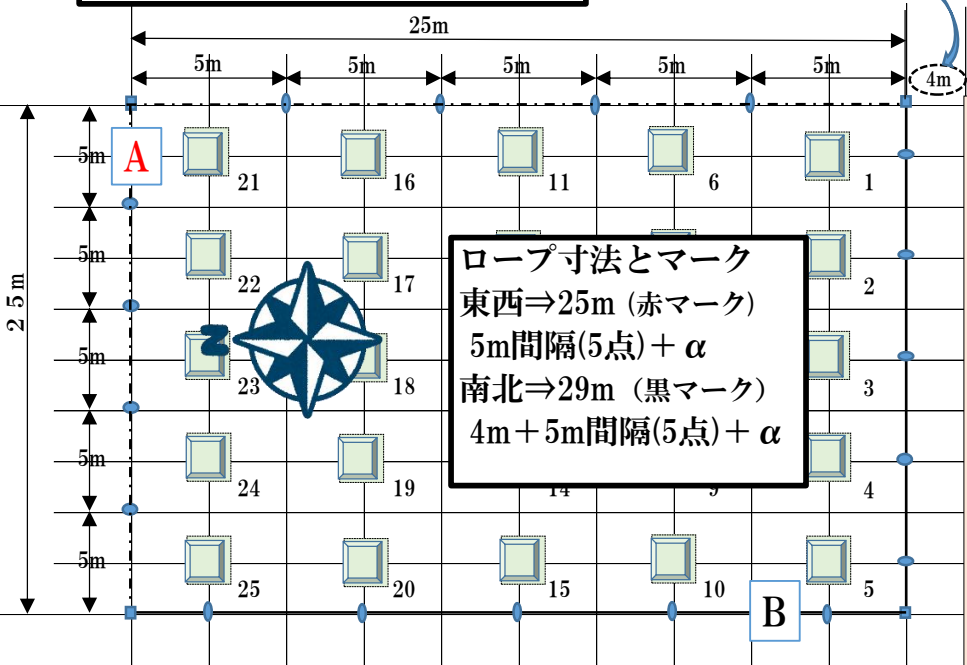 25m
5m 5m 5m 5m 5m 4m
A
5m
21 16 11 6 1
25m
5m
22 17 2
N
5m
23 18 3
5m
24 19 14 9 4
5m
25 20 15 10 5
B
ロープ寸法とマーク
東西⇒25m (赤マーク)
5m間隔(5点)+α
南北⇒29m (黒マーク)
4m+5m間隔(5点)+α